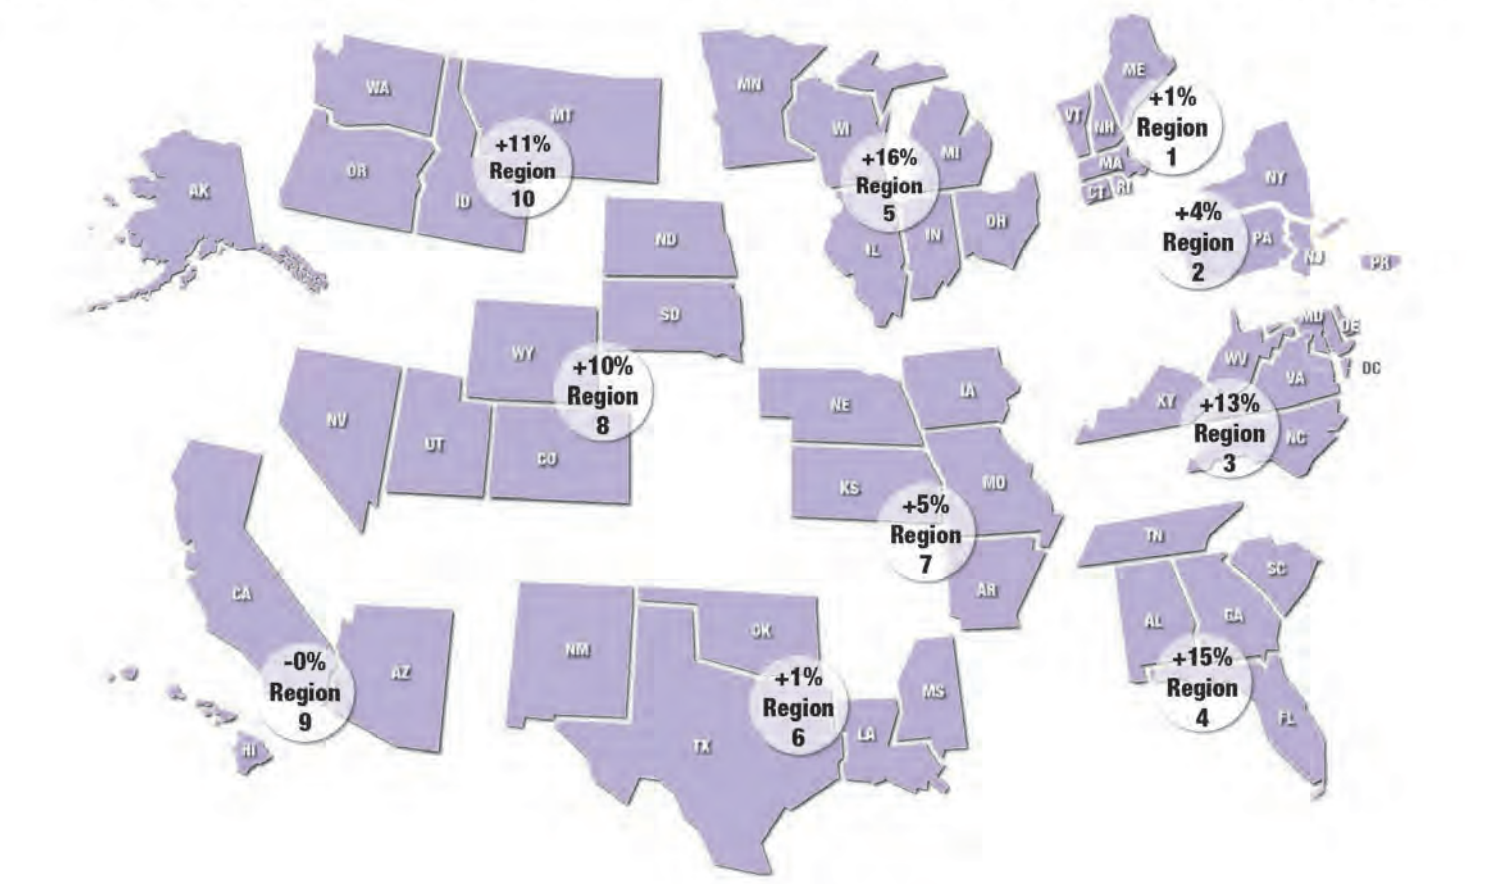 WA
MT
+11%
Region
10
OR
ID
AK
MN
WI
MI
+16%
Region
5
IL
IN
OH
ME
VT
NH
+1%
Region
1
MA
CT
RI
NY
+4%
Region
2
PA
NJ
PR
ND
SD
WY
+10%
Region
8
NV
UT
CO
NE
IA
KS
MO
+5%
Region
7
AR
MD
DE
WV
VA
DC
KY
+13%
Region
3
NC
TN
SC
AL
GA
+15%
Region
4
FL
CA
-0%
Region
9
AZ
HI
NM
OK
+1%
Region
6
TX
LA
MS